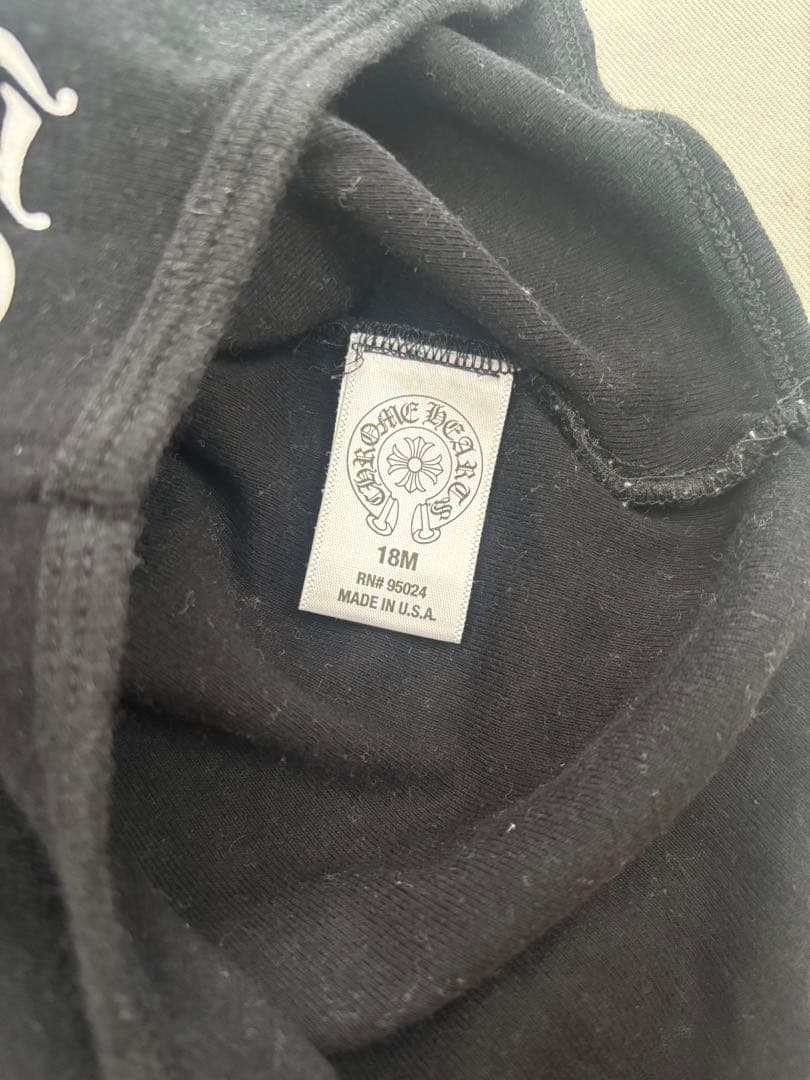 CHROME HEARTS
18M
RN# 95024
MADE IN U.S.A.